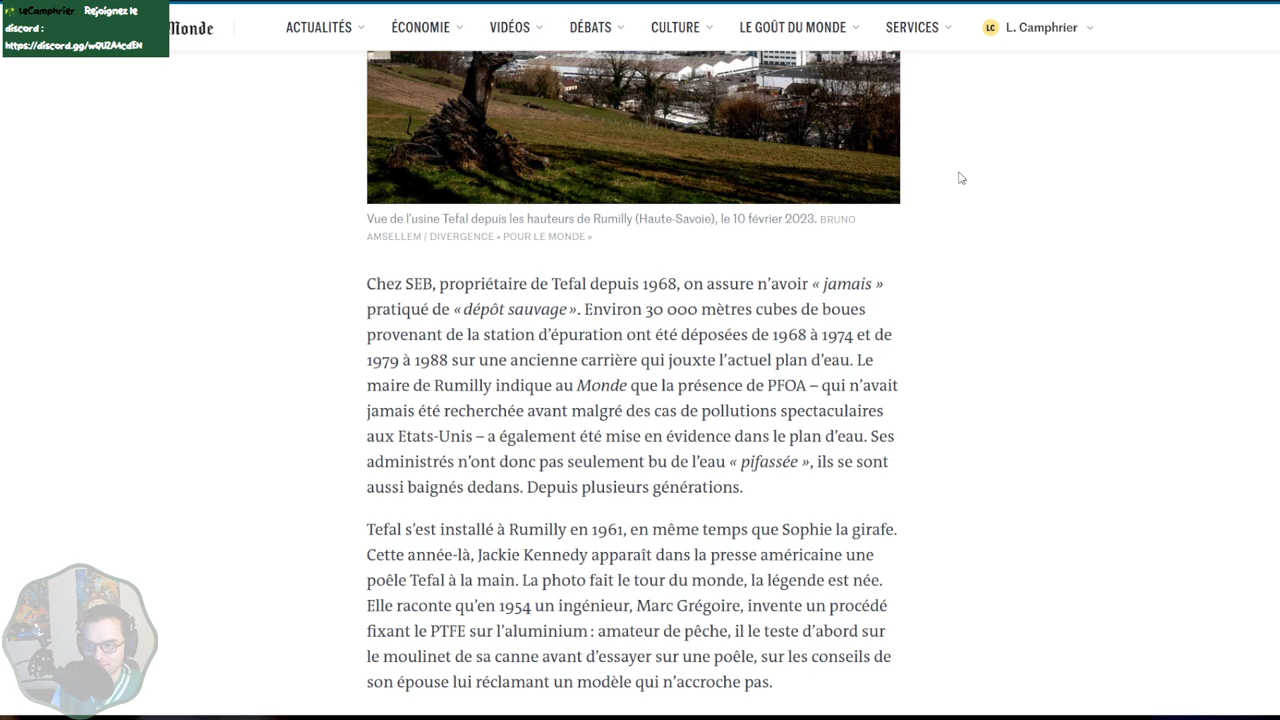 LeCamphrier Rejoignez le
discord :
https://discord.gg/wQU2A4cdEN
Monde
ACTUALITÉS ÉCONOMIE VIDÉOS DÉBATS CULTURE LE GOÛT DU MONDE SERVICES LC L. Camphrier
Vue de l'usine Tefal depuis les hauteurs de Rumilly (Haute-Savoie), le 10 février 2023. BRUNO
AMSELLEM / DIVERGENCE « POUR LE MONDE »
Chez SEB, propriétaire de Tefal depuis 1968, on assure n'avoir « jamais »
pratiqué de « dépôt sauvage ». Environ 30 000 mètres cubes de boues
provenant de la station d'épuration ont été déposées de 1968 à 1974 et de
1979 à 1988 sur une ancienne carrière qui jouxte l'actuel plan d'eau. Le
maire de Rumilly indique au Monde que la présence de PFOA – qui n'avait
jamais été recherchée avant malgré des cas de pollutions spectaculaires
aux Etats-Unis – a également été mise en évidence dans le plan d'eau. Ses
administrés n'ont donc pas seulement bu de l'eau « pifassée », ils se sont
aussi baignés dedans. Depuis plusieurs générations.
Tefal s'est installé à Rumilly en 1961, en même temps que Sophie la girafe.
Cette année-là, Jackie Kennedy apparaît dans la presse américaine une
poêle Tefal à la main. La photo fait le tour du monde, la légende est née.
Elle raconte qu'en 1954 un ingénieur, Marc Grégoire, invente un procédé
fixant le PTFE sur l'aluminium : amateur de pêche, il le teste d'abord sur
le moulinet de sa canne avant d'essayer sur une poêle, sur les conseils de
son épouse lui réclamant un modèle qui n'accroche pas.